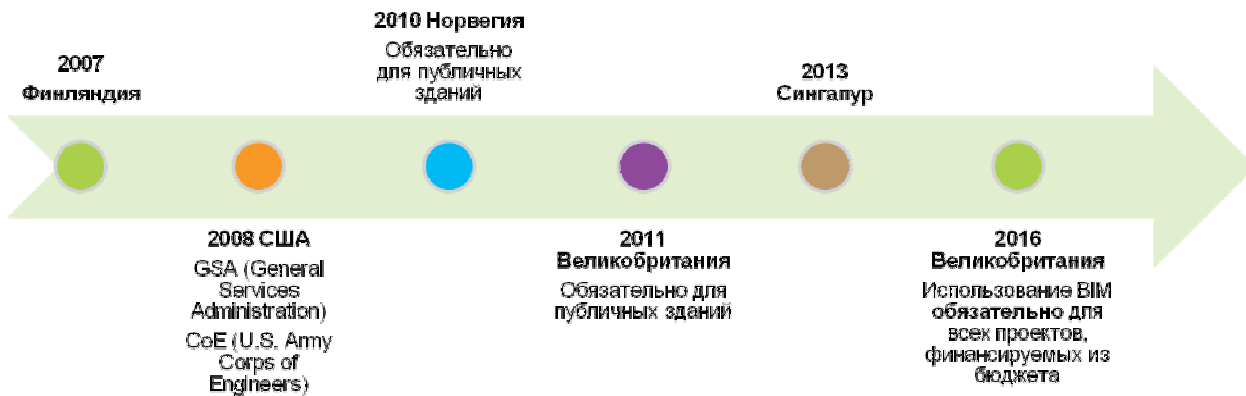 2007
Финляндия
2008 США
GSA (General
Services
Administration)
CoE (U.S. Army
Corps of
Engineers)
2010 Норвегия
Обязательно
для публичных
зданий
2011
Великобритания
Обязательно для
публичных зданий
2013
Сингапур
2016
Великобритания
Использование BIM
обязательно для
всех проектов,
финансируемых из
бюджета